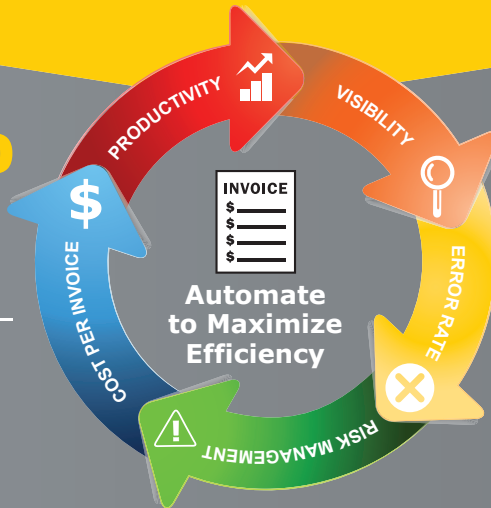 PRODUCTIVITY
VISIBILITY
ERROR RATE
RISK MANAGEMENT
COST PER INVOICE
$
INVOICE
$
$
$
$
Automate
to Maximize
Efficiency